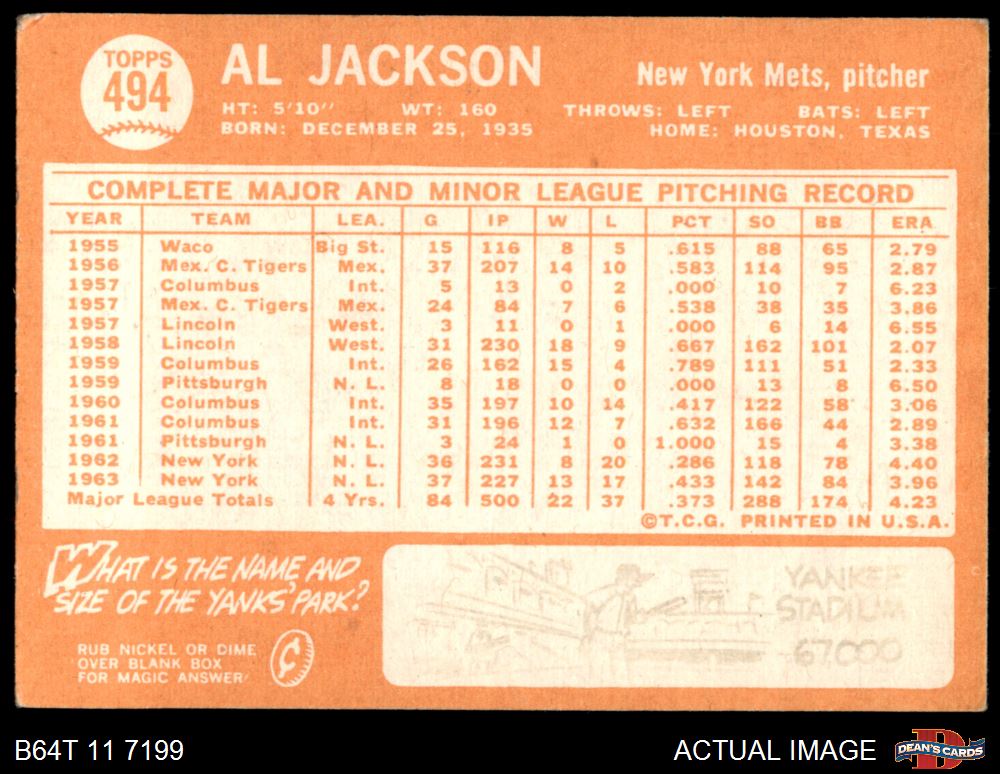 TOPPS
494
AL JACKSON
New York Mets, pitcher
HT: 5'10" WT: 160 THROWS: LEFT BATS: LEFT
BORN: DECEMBER 25, 1935 HOME: HOUSTON, TEXAS
COMPLETE MAJOR AND MINOR LEAGUE PITCHING RECORD
YEAR TEAM LEA. G IP W L PCT SO BB ERA
1955 Waco Big St. 15 116 8 5 .615 88 65 2.79
1956 Mex. C. Tigers Mex. 37 207 14 10 .583 114 95 2.87
1957 Columbus Int. 5 13 0 2 .000 10 7 6.23
1957 Mex. C. Tigers Mex. 24 84 7 6 .538 38 35 3.86
1957 Lincoln West. 3 11 0 1 .000 6 14 6.55
1958 Lincoln West. 31 230 18 9 .667 162 101 2.07
1959 Columbus Int. 26 162 15 4 .789 111 51 2.33
1959 Pittsburgh N. L. 8 18 0 0 .000 13 8 6.50
1960 Columbus Int. 35 197 10 14 .417 122 58 3.06
1961 Columbus Int. 31 196 12 7 .632 166 44 2.89
1961 Pittsburgh N. L. 3 24 1 0 1.000 15 4 3.38
1962 New York N. L. 36 231 8 20 .286 118 78 4.40
1963 New York N. L. 37 227 13 17 .433 142 84 3.96
Major League Totals 4 Yrs. 84 500 22 37 .373 288 174 4.23
©T.C.G. PRINTED IN U.S.A.
WHAT IS THE NAME AND
SIZE OF THE YANKS' PARK?
RUB NICKEL OR DIME
OVER BLANK BOX
FOR MAGIC ANSWER
¢
YANKEE
STADIUM
67,000
B64T 11 7199
ACTUAL IMAGE
D
DEAN'S CARDS